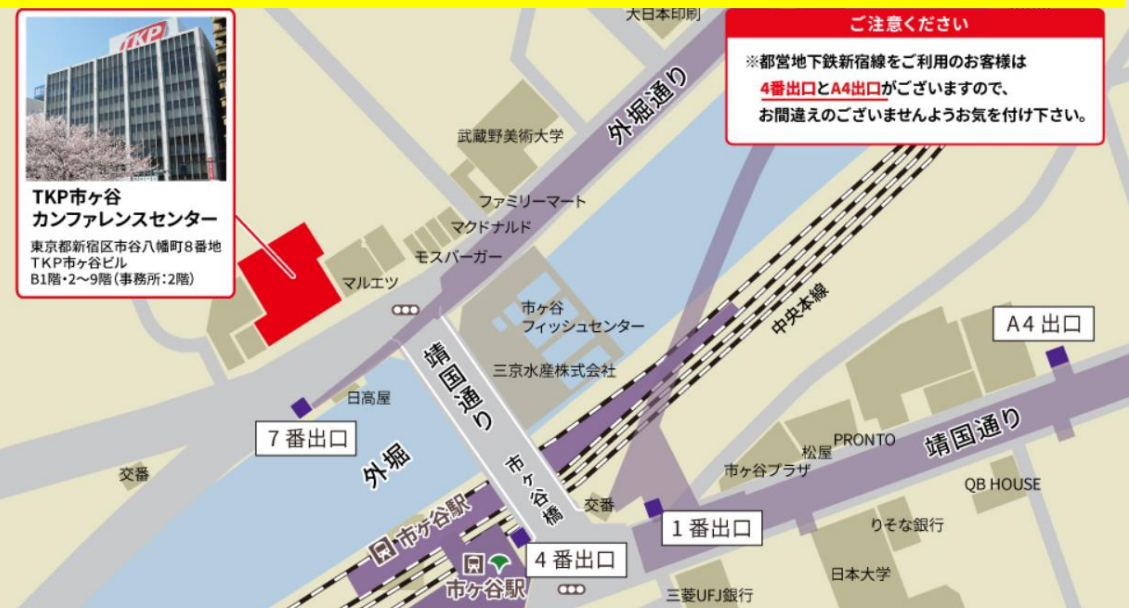 大日本印刷
ご注意ください
※都営地下鉄新宿線をご利用のお客様は
4番出口とA4出口がございますので、
お間違えのございませんようお気を付け下さい。
TKP
TKP市ヶ谷
カンファレンスセンター
東京都新宿区市谷八幡町8番地
TKP市ヶ谷ビル
B1階・2〜9階(事務所:2階)
外堀通り
武蔵野美術大学
ファミリーマート
マクドナルド
モスバーガー
マルエツ
市ヶ谷
フィッシュセンター
三京水産株式会社
中央本線
A4出口
靖国通り
日高屋
7番出口
外堀
交番
市ヶ谷橋
交番
市ヶ谷プラザ
松屋
PRONTO
靖国通り
QB HOUSE
りそな銀行
1番出口
市ヶ谷駅
4番出口
市ヶ谷駅
日本大学
三菱UFJ銀行